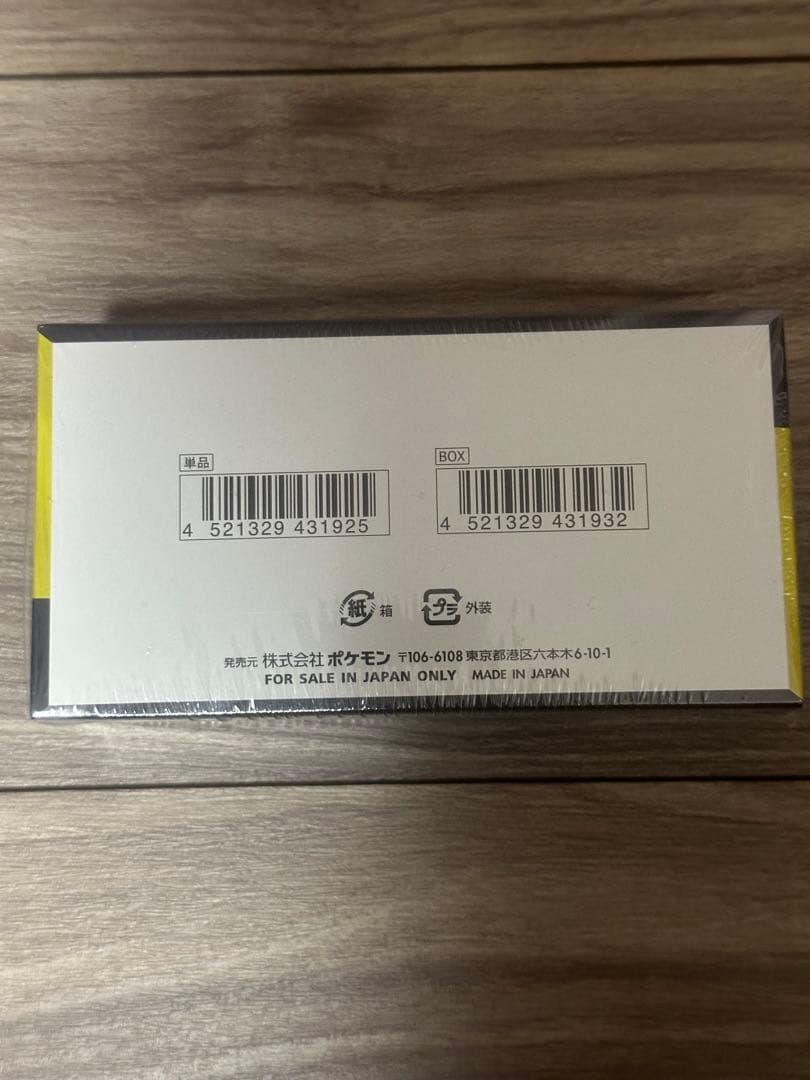 単品
BOX
4 521329 431925
4 521329 431932
紙 箱
プラ 外装
発売元 株式会社 ポケモン 〒106-6108 東京都港区六本木6-10-1
FOR SALE IN JAPAN ONLY MADE IN JAPAN